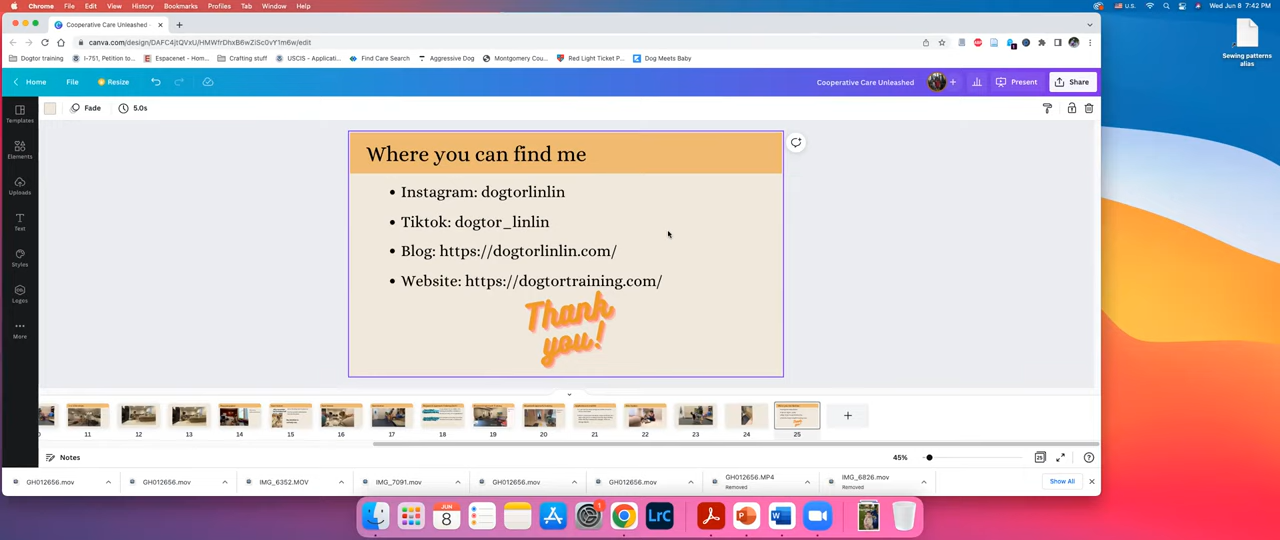 Chrome File Edit View History Bookmarks Profiles Tab Window Help
U.S. Wed Jun 8 7:42 PM
Cooperative Care Unleashed
canva.com/design/DAFC4jtQVxU/HMWfrDhxB6wZiSc0vY1m6w/edit
Dogtor training I-751, Petition to... Espacenet - Hom... Crafting stuff USCIS - Applicati... Find Care Search Aggressive Dog Montgomery Cou... Red Light Ticket P... Dog Meets Baby
Sewing patterns
alias
Home File Resize Cooperative Care Unleashed Present Share
Fade 5.0s
Templates
Elements
Uploads
Text
Styles
Logos
More
Where you can find me
Instagram: dogtorlinlin
Tiktok: dogtor_linlin
Blog: https://dogtorlinlin.com/
Website: https://dogtortraining.com/
Thank
you!
11 12 13 14 15 16 17 18 19 20 21 22 23 24 25
Notes 45% 25
GH012656.mov GH012656.mov IMG_6352.MOV IMG_7091.mov GH012656.mov GH012656.mov GH012656.MP4 IMG_6826.mov Show All
Removed Removed
JUN
8